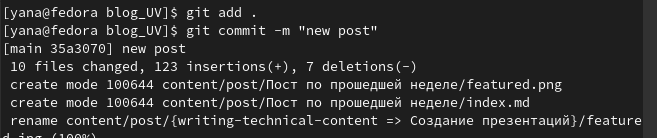 [yana@fedora blog_UV]$ git add .
[yana@fedora blog_UV]$ git commit -m "new post"
[main 35a3070] new post
 10 files changed, 123 insertions(+), 7 deletions(-)
 create mode 100644 content/post/Пост по прошедшей неделе/featured.png
 create mode 100644 content/post/Пост по прошедшей неделе/index.md
 rename content/post/{writing-technical-content => Создание презентаций}/feature
d.jpg (100%)